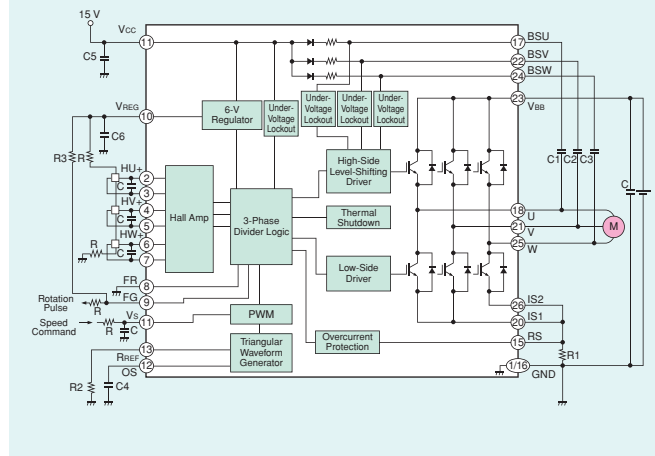 15 V
VCC
11
C5
VREG
10
C6
R3
R
6-V
Regulator
Under-
Voltage
Lockout
Under-
Voltage
Lockout
Under-
Voltage
Lockout
Under-
Voltage
Lockout
17
BSU
22
BSV
24
BSW
23
VBB
HU+
2
C
3
HV+
4
C
5
HW+
6
R
C
7
Hall Amp
3-Phase
Divider Logic
High-Side
Level-Shifting
Driver
Thermal
Shutdown
Low-Side
Driver
C1
C2
C3
C
18
U
21
V
25
W
M
FR
8
Rotation
Pulse
R
FG
9
Speed
Command
R
VS
C
11
PWM
RREF
13
OS
12
R2
C4
Triangular
Waveform
Generator
Overcurrent
Protection
26
IS2
20
IS1
15
RS
R1
1/16
GND